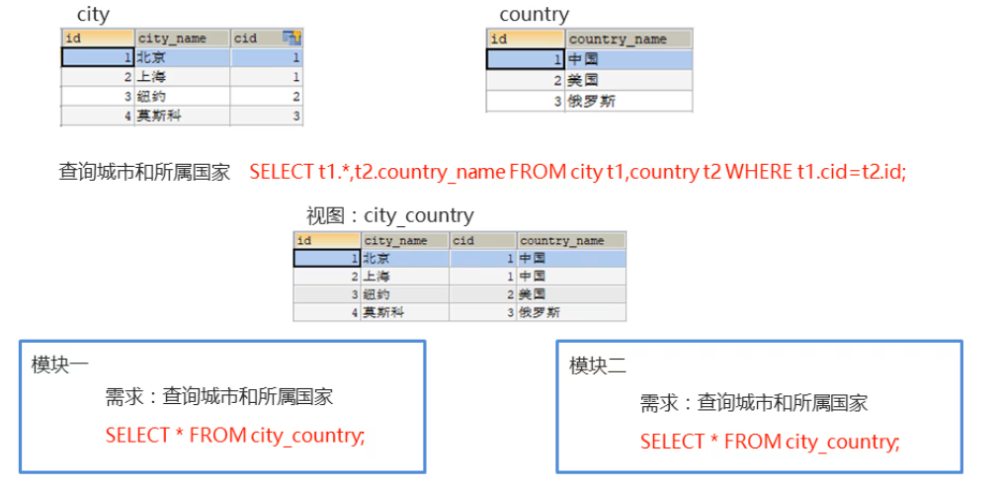 city
id city_name cid
1 北京 1
2 上海 1
3 纽约 2
4 莫斯科 3
country
id country_name
1 中国
2 美国
3 俄罗斯
查询城市和所属国家 SELECT t1.*,t2.country_name FROM city t1,country t2 WHERE t1.cid=t2.id;
视图：city_country
id city_name cid country_name
1 北京 1 中国
2 上海 1 中国
3 纽约 2 美国
4 莫斯科 3 俄罗斯
模块一
需求：查询城市和所属国家
SELECT * FROM city_country;
模块二
需求：查询城市和所属国家
SELECT * FROM city_country;